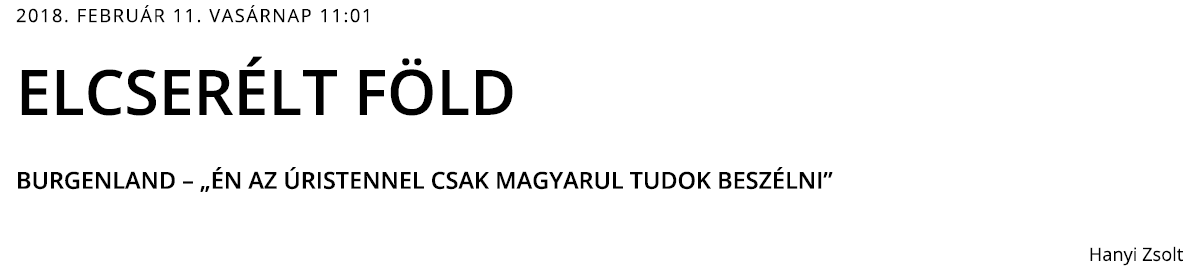 2018. FEBRUÁR 11. VASÁRNAP 11:01
ELCSERÉLT FÖLD
BURGENLAND – „ÉN AZ ÚRISTENNEL CSAK MAGYARUL TUDOK BESZÉLNI”
Hanyi Zsolt